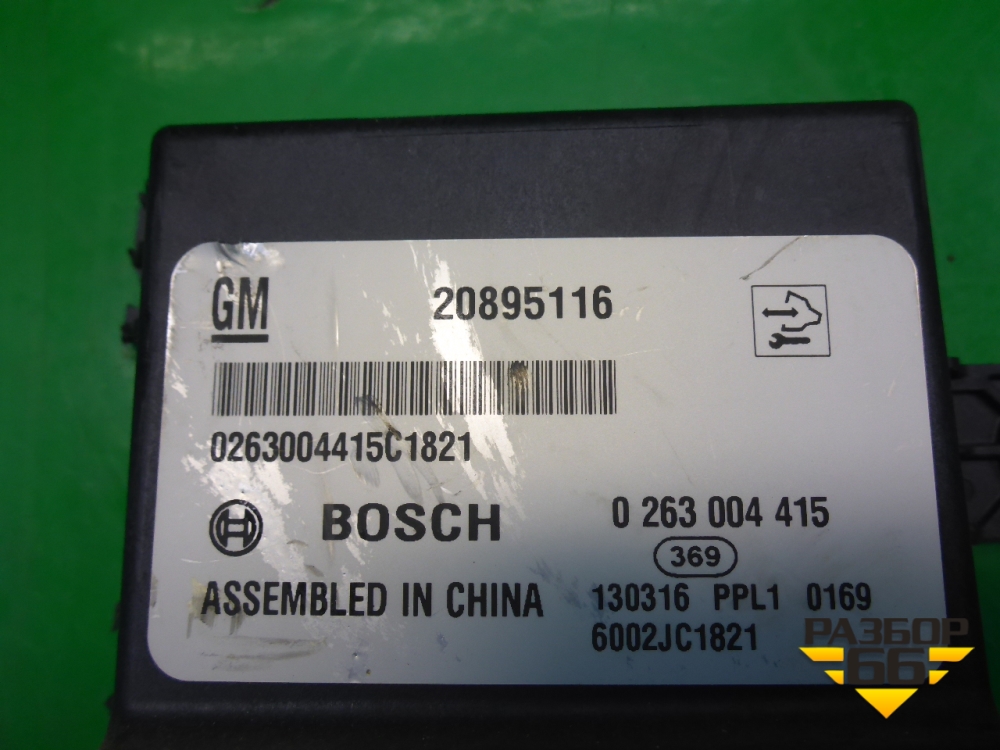 GM 20895116
0263004415C1821
BOSCH 0 263 004 415
369
ASSEMBLED IN CHINA 130316 PPL1 0169
6002JC1821
РАЗБОР
66